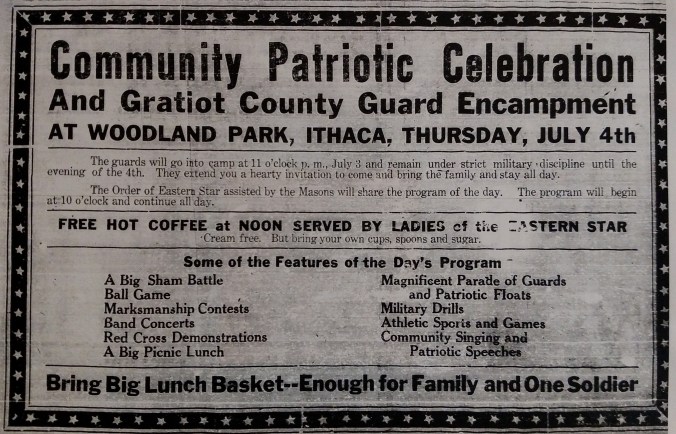 Community Patriotic Celebration
And Gratiot County Guard Encampment
AT WOODLAND PARK, ITHACA, THURSDAY, JULY 4th
The guards will go into camp at 11 o'clock p. m., July 3 and remain under strict military discipline until the
evening of the 4th. They extend you a hearty invitation to come and bring the family and stay all day.
The Order of Eastern Star assisted by the Masons will share the program of the day. The program will begin
at 10 o'clock and continue all day.
FREE HOT COFFEE at NOON SERVED BY LADIES of the EASTERN STAR
Cream free. But bring your own cups, spoons and sugar.
Some of the Features of the Day's Program
A Big Sham Battle
Ball Game
Marksmanship Contests
Band Concerts
Red Cross Demonstrations
A Big Picnic Lunch
Magnificent Parade of Guards
and Patriotic Floats
Military Drills
Athletic Sports and Games
Community Singing and
Patriotic Speeches
Bring Big Lunch Basket--Enough for Family and One Soldier